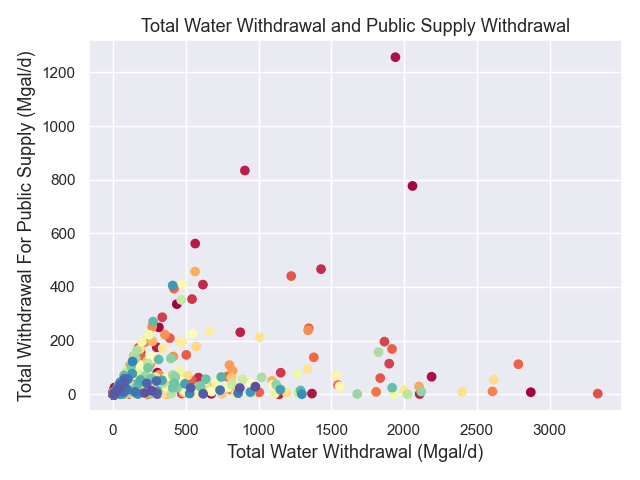 Total Water Withdrawal and Public Supply Withdrawal
Total Withdrawal For Public Supply (Mgal/d)
1200
1000
800
600
400
200
0
0 500 1000 1500 2000 2500 3000
Total Water Withdrawal (Mgal/d)